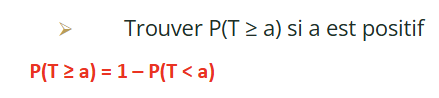 Trouver P(T ≥ a) si a est positif
P(T ≥ a) = 1 – P(T < a)